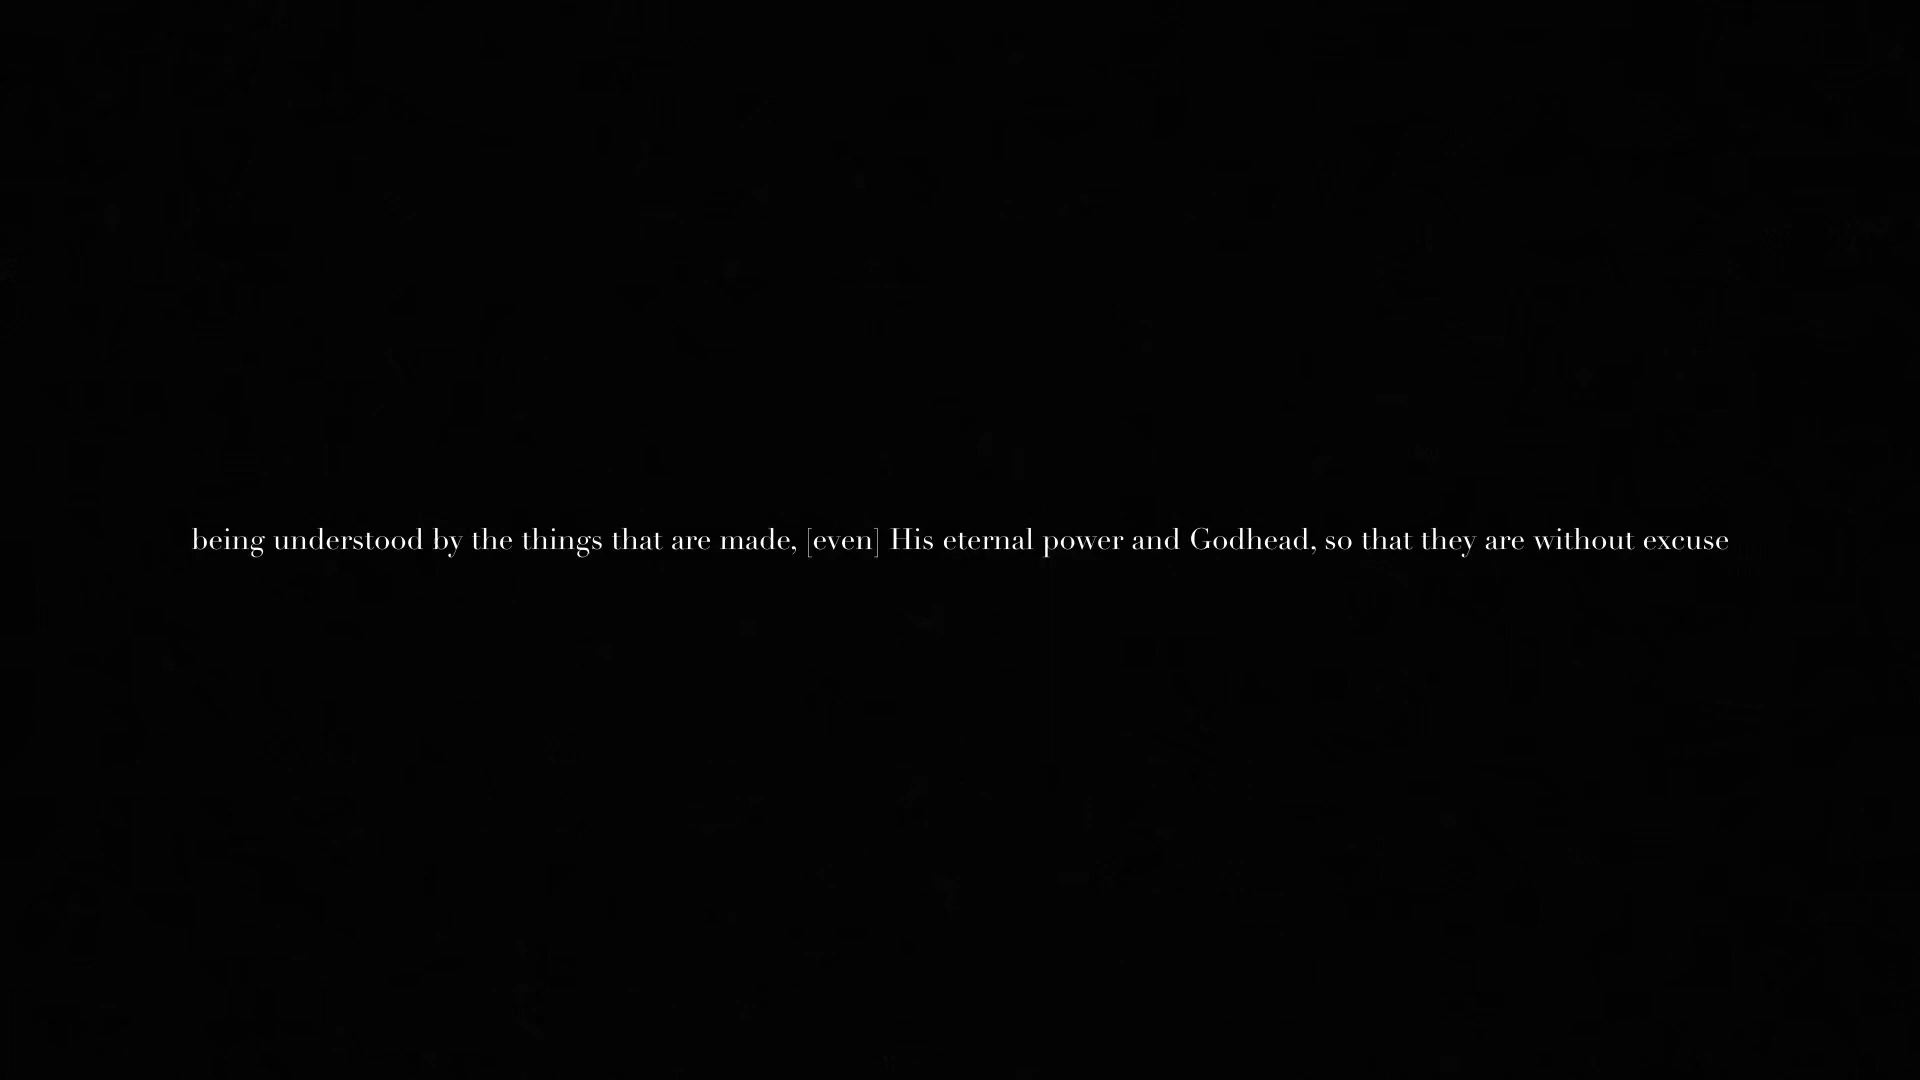 being understood by the things that are made, [even] His eternal power and Godhead, so that they are without excuse